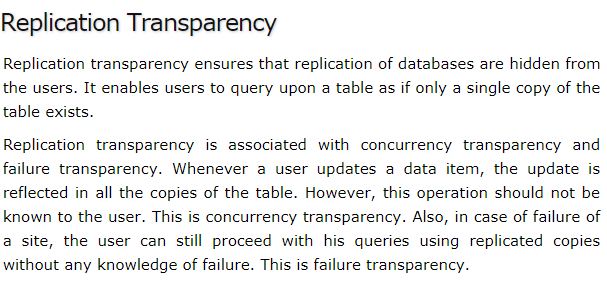 Replication Transparency
Replication transparency ensures that replication of databases are hidden from
the users. It enables users to query upon a table as if only a single copy of the
table exists.
Replication transparency is associated with concurrency transparency and
failure transparency. Whenever a user updates a data item, the update is
reflected in all the copies of the table. However, this operation should not be
known to the user. This is concurrency transparency. Also, in case of failure of
a site, the user can still proceed with his queries using replicated copies
without any knowledge of failure. This is failure transparency.